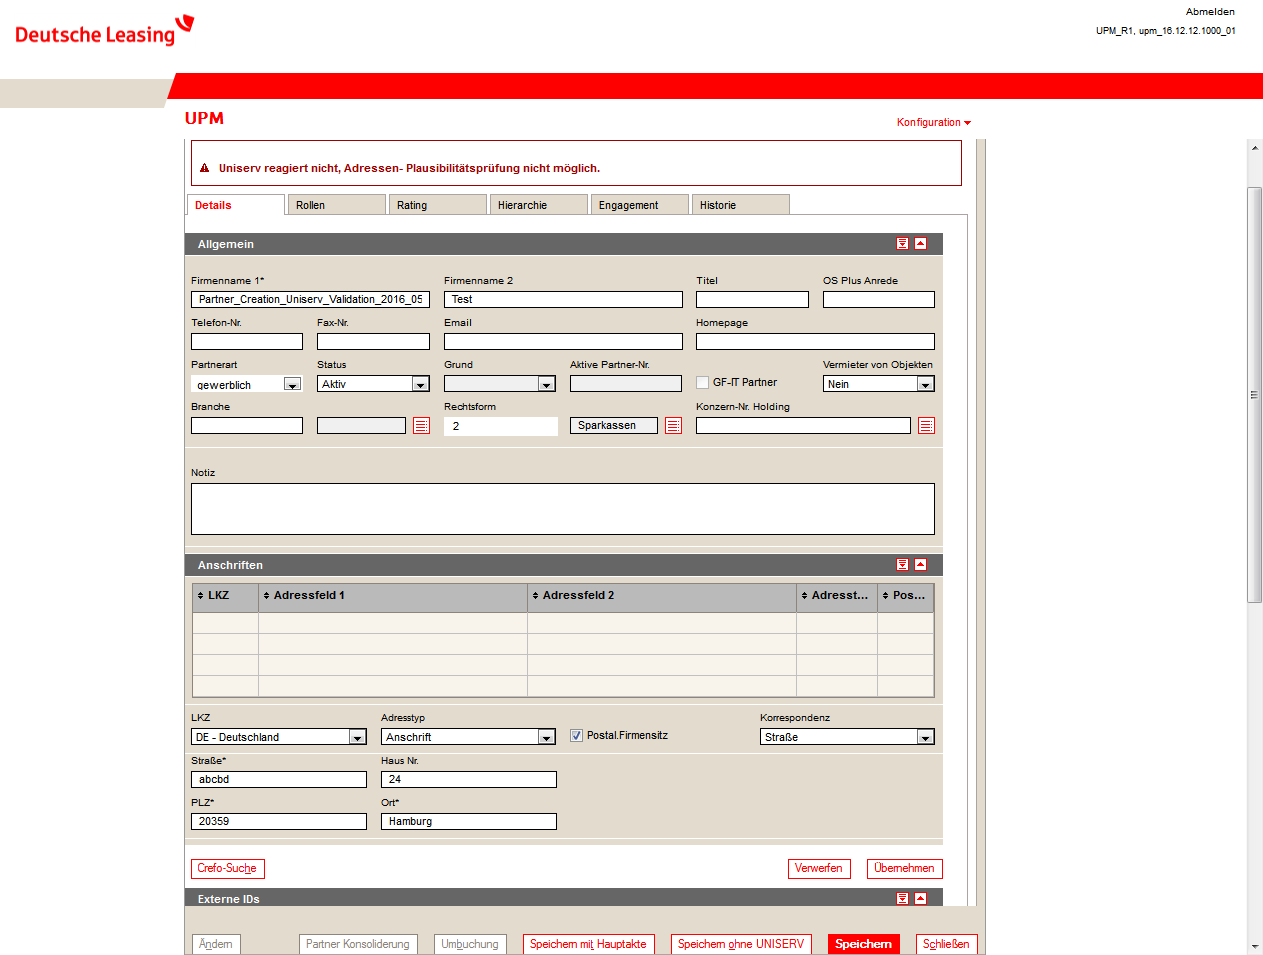 Abmelden
Deutsche Leasing
UPM_R1, upm_16.12.12.1000_01
UPM
Konfiguration
Uniserv reagiert nicht, Adressen- Plausibilitätsprüfung nicht möglich.
Details Rollen Rating Hierarchie Engagement Historie
Allgemein
Firmenname 1* Firmenname 2 Titel OS Plus Anrede
Partner_Creation_Uniserv_Validation_2016_05 Test
Telefon-Nr. Fax-Nr. Email Homepage
Partnerart Status Grund Aktive Partner-Nr. Vermieter von Objekten
gewerblich Aktiv GF-IT Partner Nein
Branche Rechtsform Konzern-Nr. Holding
2 Sparkassen
Notiz
Anschriften
LKZ Adressfeld 1 Adressfeld 2 Adresst... Pos...
LKZ Adresstyp Korrespondenz
DE - Deutschland Anschrift Postal.Firmensitz Straße
Straße* Haus Nr.
abcbd 24
PLZ* Ort*
20359 Hamburg
Crefo-Suche Verwerfen Übernehmen
Externe IDs
Ändern Partner Konsoliderung Umbuchung Speichern mit Hauptakte Speichern ohne UNISERV Speichern Schließen